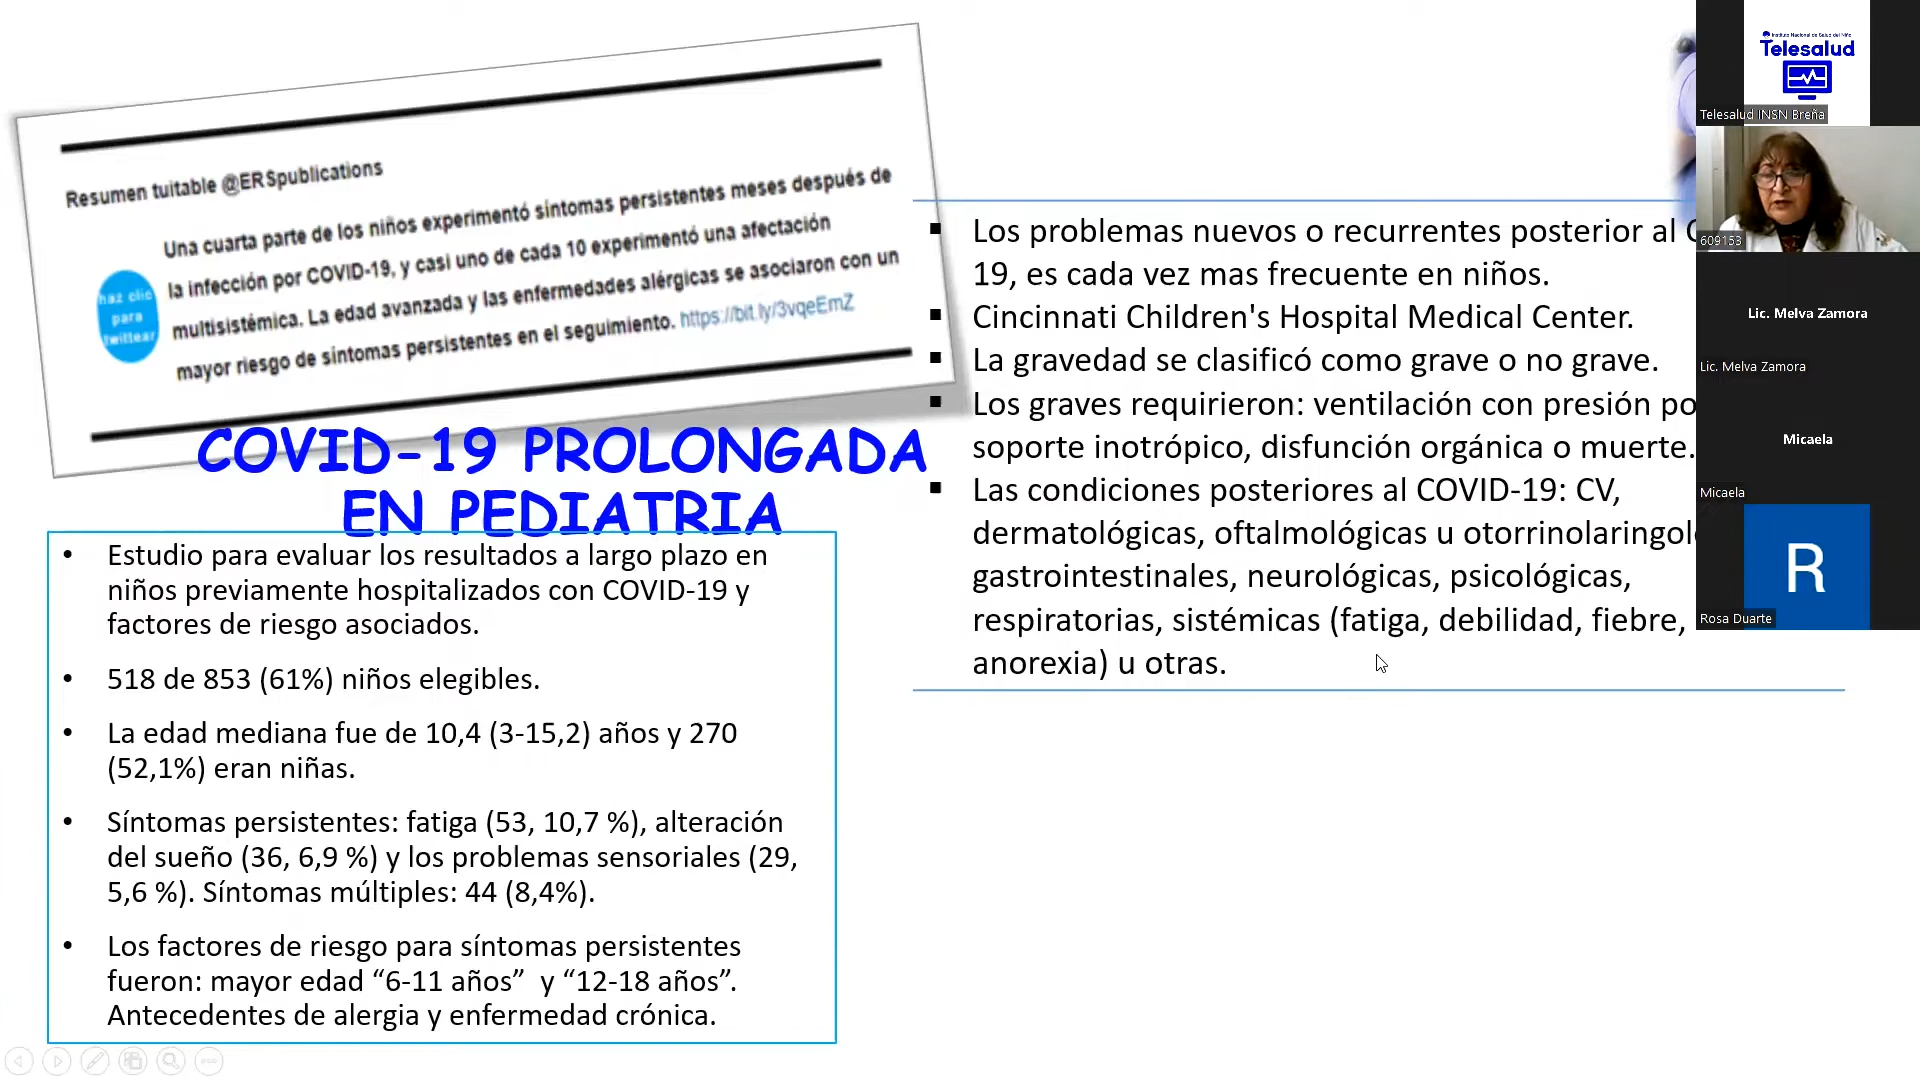 Resumen tuitable @ERSpublications
Una cuarta parte de los niños experimentó síntomas persistentes meses después de
la infección por COVID-19, y casi uno de cada 10 experimentó una afectación
multisistémica. La edad avanzada y las enfermedades alérgicas se asociaron con un
mayor riesgo de síntomas persistentes en el seguimiento. https://bit.ly/3vqeEmZ
haz clic
para
twittear
COVID-19 PROLONGADA
EN PEDIATRIA
• Estudio para evaluar los resultados a largo plazo en
niños previamente hospitalizados con COVID-19 y
factores de riesgo asociados.
• 518 de 853 (61%) niños elegibles.
• La edad mediana fue de 10,4 (3-15,2) años y 270
(52,1%) eran niñas.
• Síntomas persistentes: fatiga (53, 10,7 %), alteración
del sueño (36, 6,9 %) y los problemas sensoriales (29,
5,6 %). Síntomas múltiples: 44 (8,4%).
• Los factores de riesgo para síntomas persistentes
fueron: mayor edad “6-11 años”  y “12-18 años”.
Antecedentes de alergia y enfermedad crónica.
▪ Los problemas nuevos o recurrentes posterior al
19, es cada vez mas frecuente en niños.
▪ Cincinnati Children's Hospital Medical Center.
▪ La gravedad se clasificó como grave o no grave.
▪ Los graves requirieron: ventilación con presión
soporte inotrópico, disfunción orgánica o muerte.
▪ Las condiciones posteriores al COVID-19: CV,
dermatológicas, oftalmológicas u
gastrointestinales, neurológicas, psicológicas,
respiratorias, sistémicas (fatiga, debilidad, fiebre,
anorexia) u otras.
Instituto Nacional de Salud del Niño
Telesalud
Telesalud INSN Breña
609153
Lic. Melva Zamora
Lic. Melva Zamora
Micaela
Micaela
R
Rosa Duarte